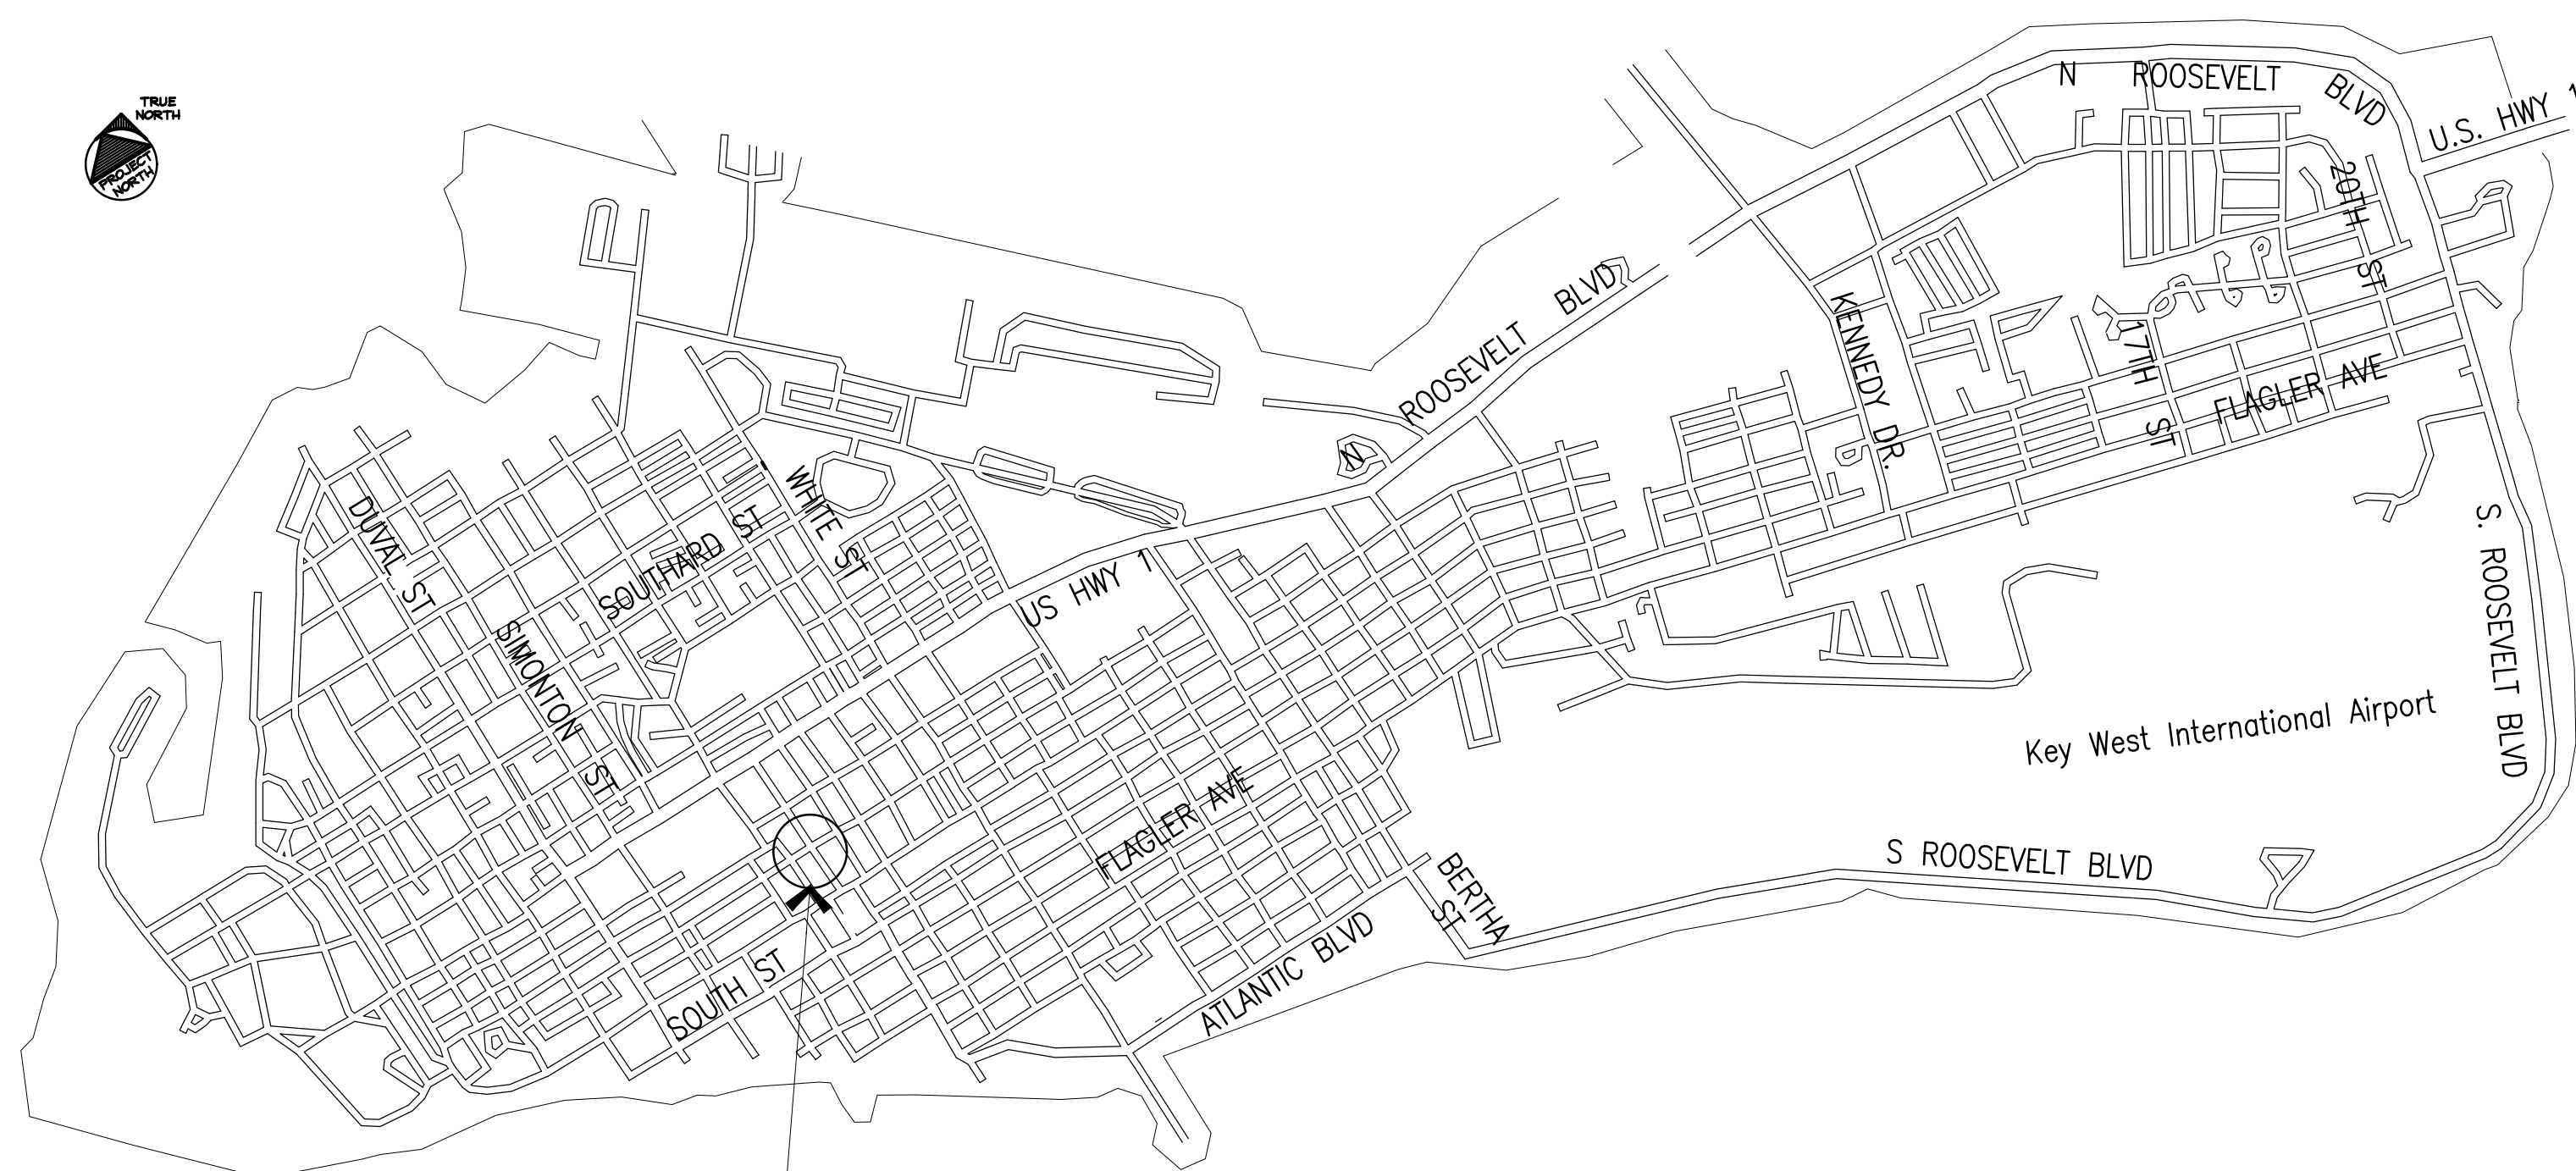 TRUE
NORTH
PROJECT
NORTH
N ROOSEVELT BLVD
U.S. HWY 1
20TH ST
KENNEDY DR.
17TH ST
FLAGLER AVE
N ROOSEVELT BLVD
DUVAL ST
WHITE ST
SOUTHARD ST
SIMONTON ST
US HWY 1
S. ROOSEVELT BLVD
Key West International Airport
FLAGLER AVE
S ROOSEVELT BLVD
BERTHA
ST
ATLANTIC BLVD
SOUTH ST